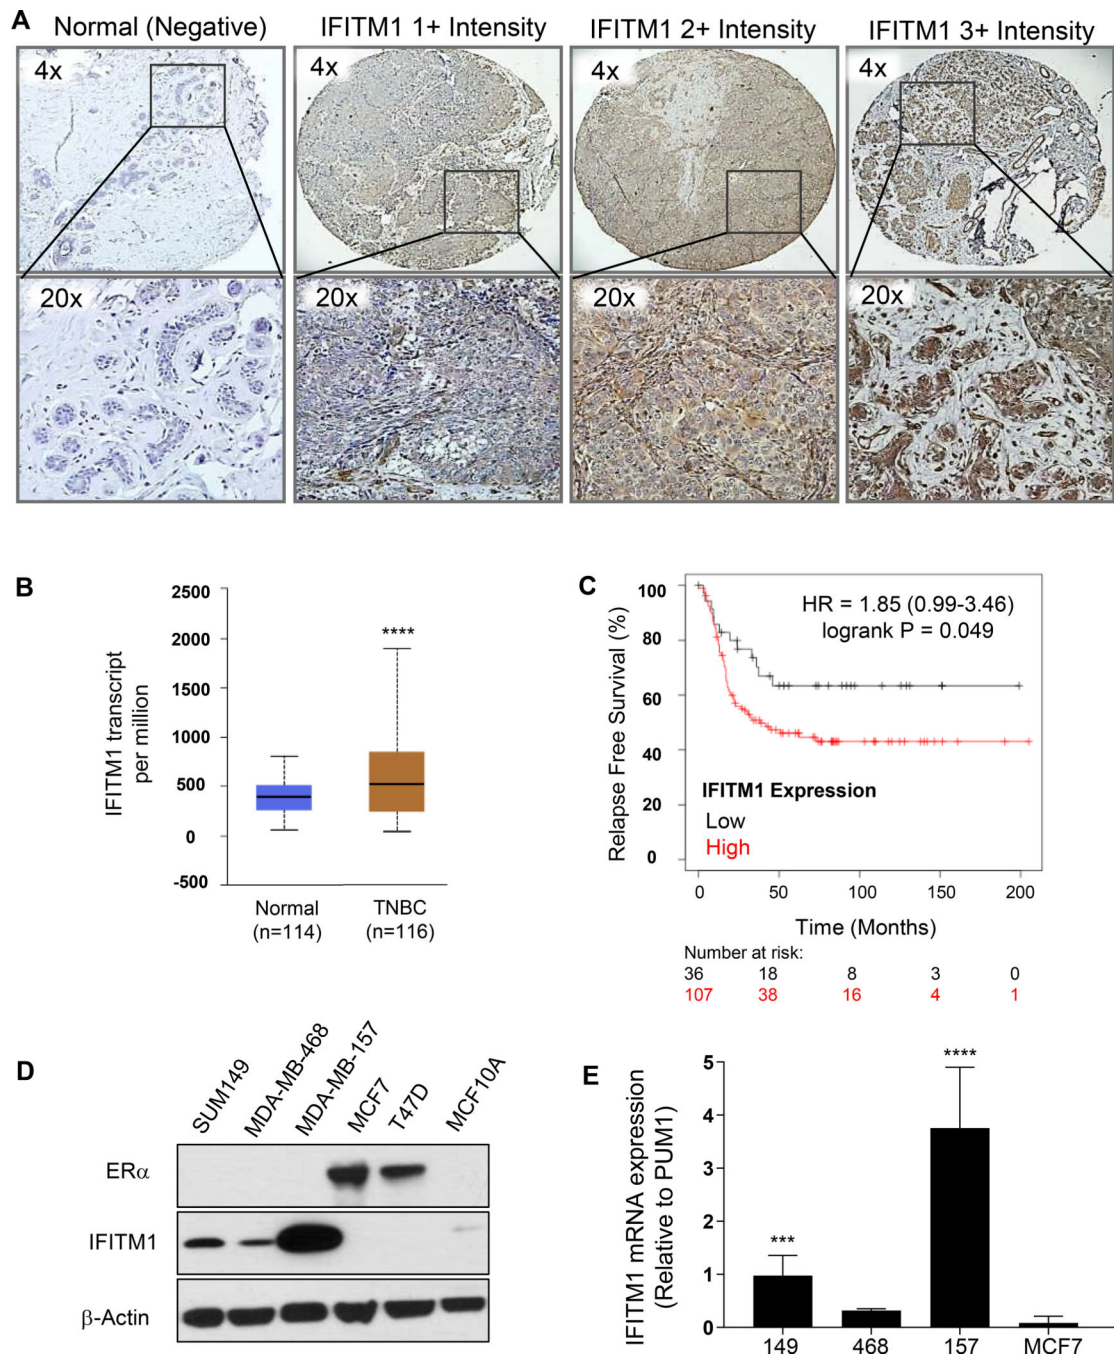 A
Normal (Negative)
IFITM1 1+ Intensity
IFITM1 2+ Intensity
IFITM1 3+ Intensity
4x
4x
4x
4x
20x
20x
20x
20x
B
IFITM1 transcript
per million
2500
2000
1500
1000
500
0
-500
****
Normal
(n=114)
TNBC
(n=116)
C
Relapse Free Survival (%)
100
80
60
40
20
0
HR = 1.85 (0.99-3.46)
logrank P = 0.049
IFITM1 Expression
Low
High
0 50 100 150 200
Time (Months)
Number at risk:
36 18 8 3 0
107 38 16 4 1
D
SUM149
MDA-MB-468
MDA-MB-157
MCF7
T47D
MCF10A
ERα
IFITM1
β-Actin
E
IFITM1 mRNA expression
(Relative to PUM1)
5
4
3
2
1
0
***
****
149 468 157 MCF7